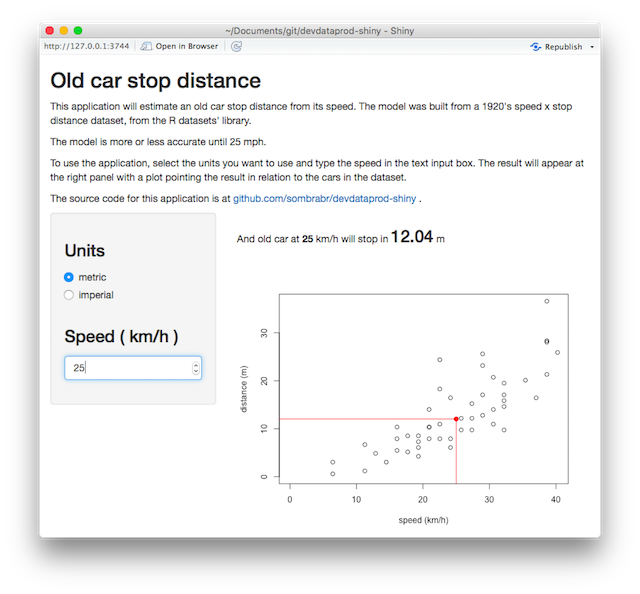 ~/Documents/git/devdataprod-shiny - Shiny
http://127.0.0.1:3744 Open in Browser Republish
Old car stop distance
This application will estimate an old car stop distance from its speed. The model was built from a 1920's speed x stop
distance dataset, from the R datasets' library.
The model is more or less accurate until 25 mph.
To use the application, select the units you want to use and type the speed in the text input box. The result will appear at
the right panel with a plot pointing the result in relation to the cars in the dataset.
The source code for this application is at github.com/sombrabr/devdataprod-shiny .
Units
metric
imperial
Speed ( km/h )
25
And old car at 25 km/h will stop in 12.04 m
distance (m)
30
20
10
0
0 10 20 30 40
speed (km/h)